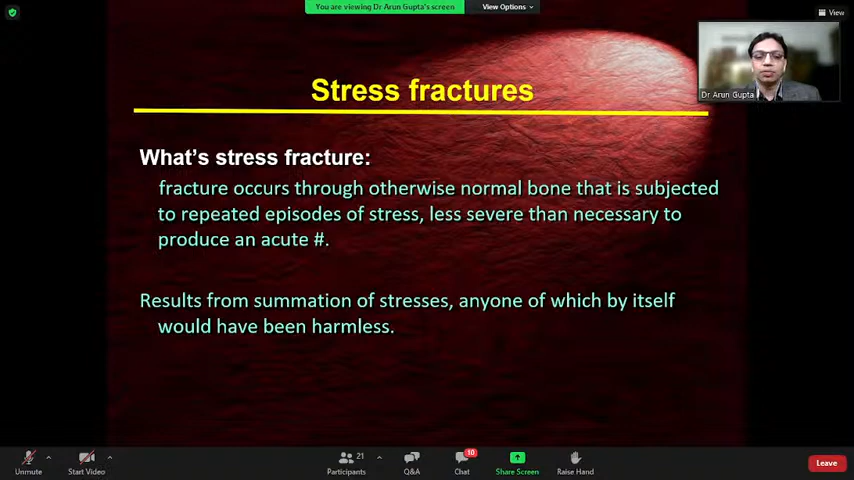 You are viewing Dr Arun Gupta's screen
View Options
View
Stress fractures
Dr Arun Gupta
What's stress fracture:
fracture occurs through otherwise normal bone that is subjected
to repeated episodes of stress, less severe than necessary to
produce an acute #.
Results from summation of stresses, anyone of which by itself
would have been harmless.
21
10
Unmute
Start Video
Participants
Q&A
Chat
Share Screen
Raise Hand
Leave